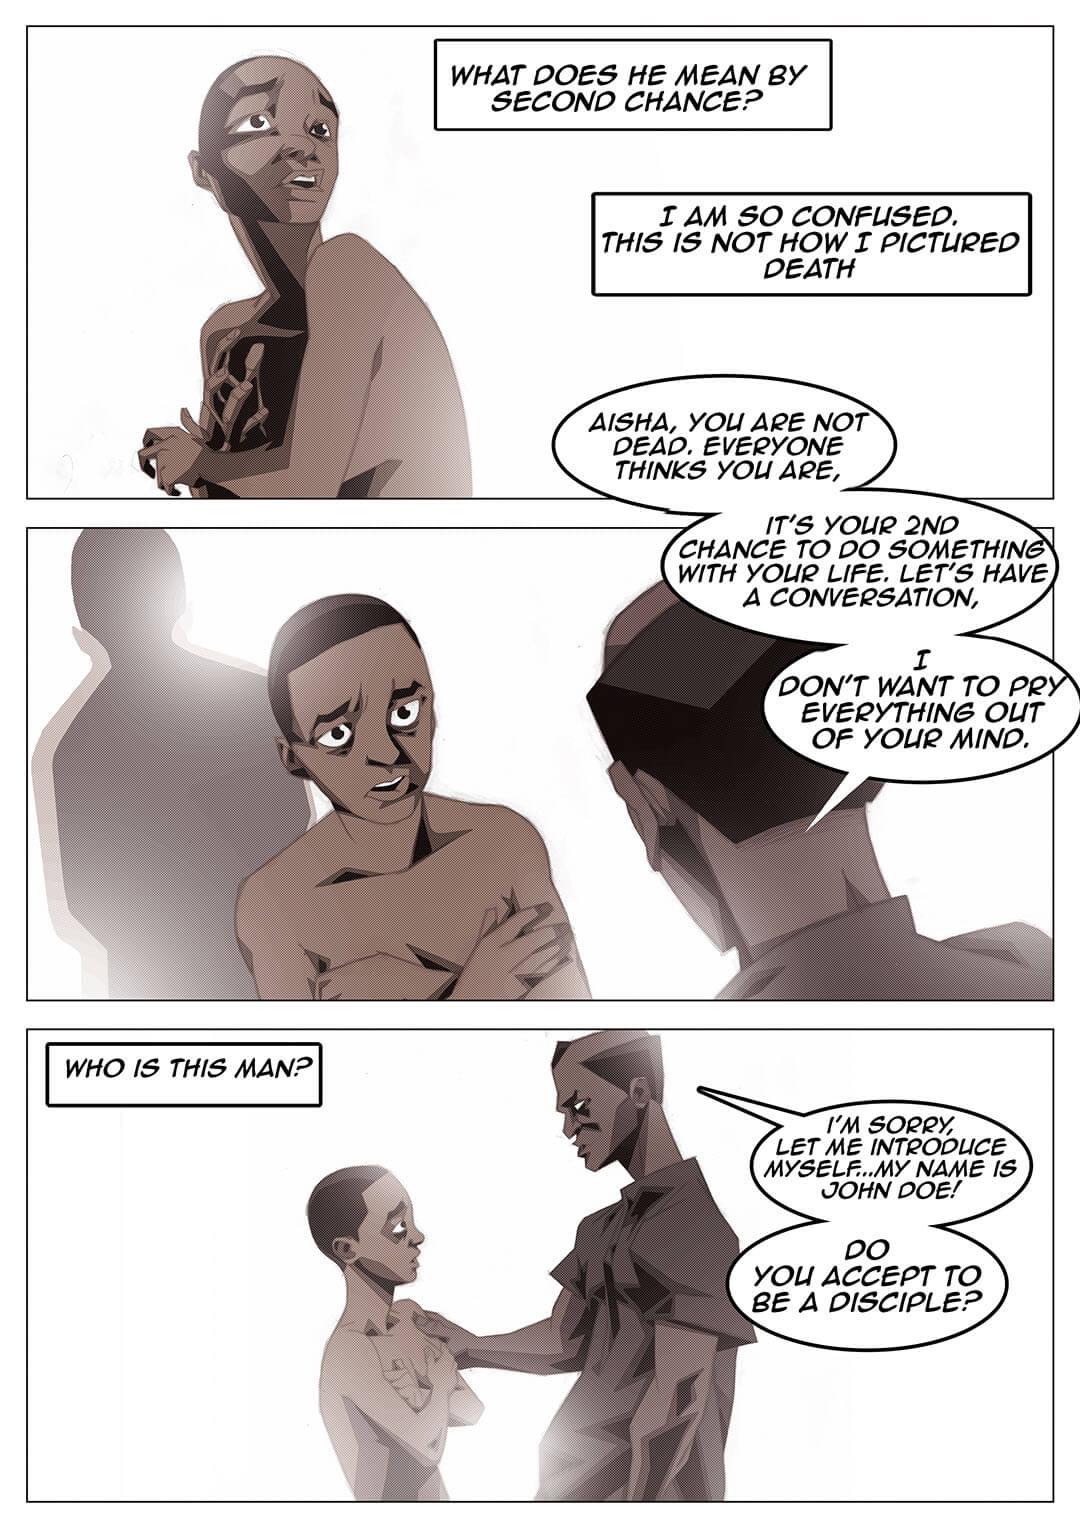 WHAT DOES HE MEAN BY
SECOND CHANCE?
I AM SO CONFUSED.
THIS IS NOT HOW I PICTURED
DEATH
AISHA, YOU ARE NOT
DEAD. EVERYONE
THINKS YOU ARE,
IT'S YOUR 2ND
CHANCE TO DO SOMETHING
WITH YOUR LIFE. LET'S HAVE
A CONVERSATION,
I
DON'T WANT TO PRY
EVERYTHING OUT
OF YOUR MIND.
WHO IS THIS MAN?
I'M SORRY,
LET ME INTRODUCE
MYSELF...MY NAME IS
JOHN DOE!
DO
YOU ACCEPT TO
BE A DISCIPLE?